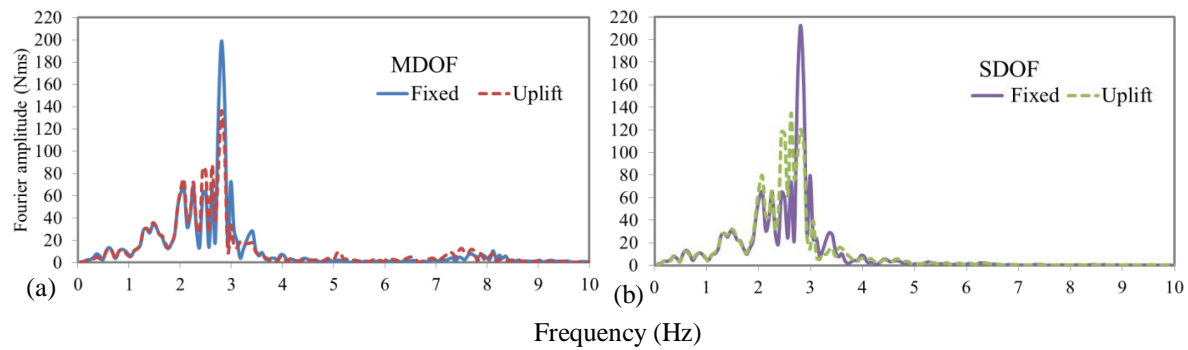 220
200
180
160
140
120
100
80
60
40
20
0
Fourier amplitude (Nms)
MDOF
Fixed Uplift
0 1 2 3 4 5 6 7 8 9 10
(a)
220
200
180
160
140
120
100
80
60
40
20
0
SDOF
Fixed Uplift
0 1 2 3 4 5 6 7 8 9 10
(b)
Frequency (Hz)